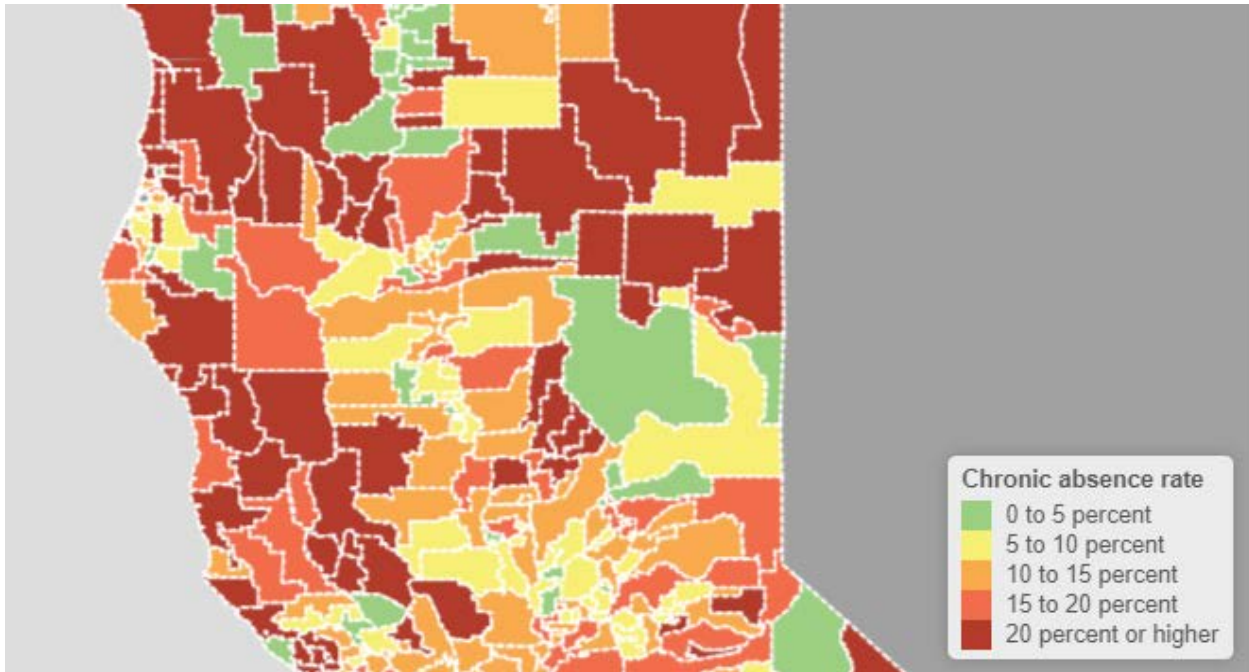 Chronic absence rate
0 to 5 percent
5 to 10 percent
10 to 15 percent
15 to 20 percent
20 percent or higher